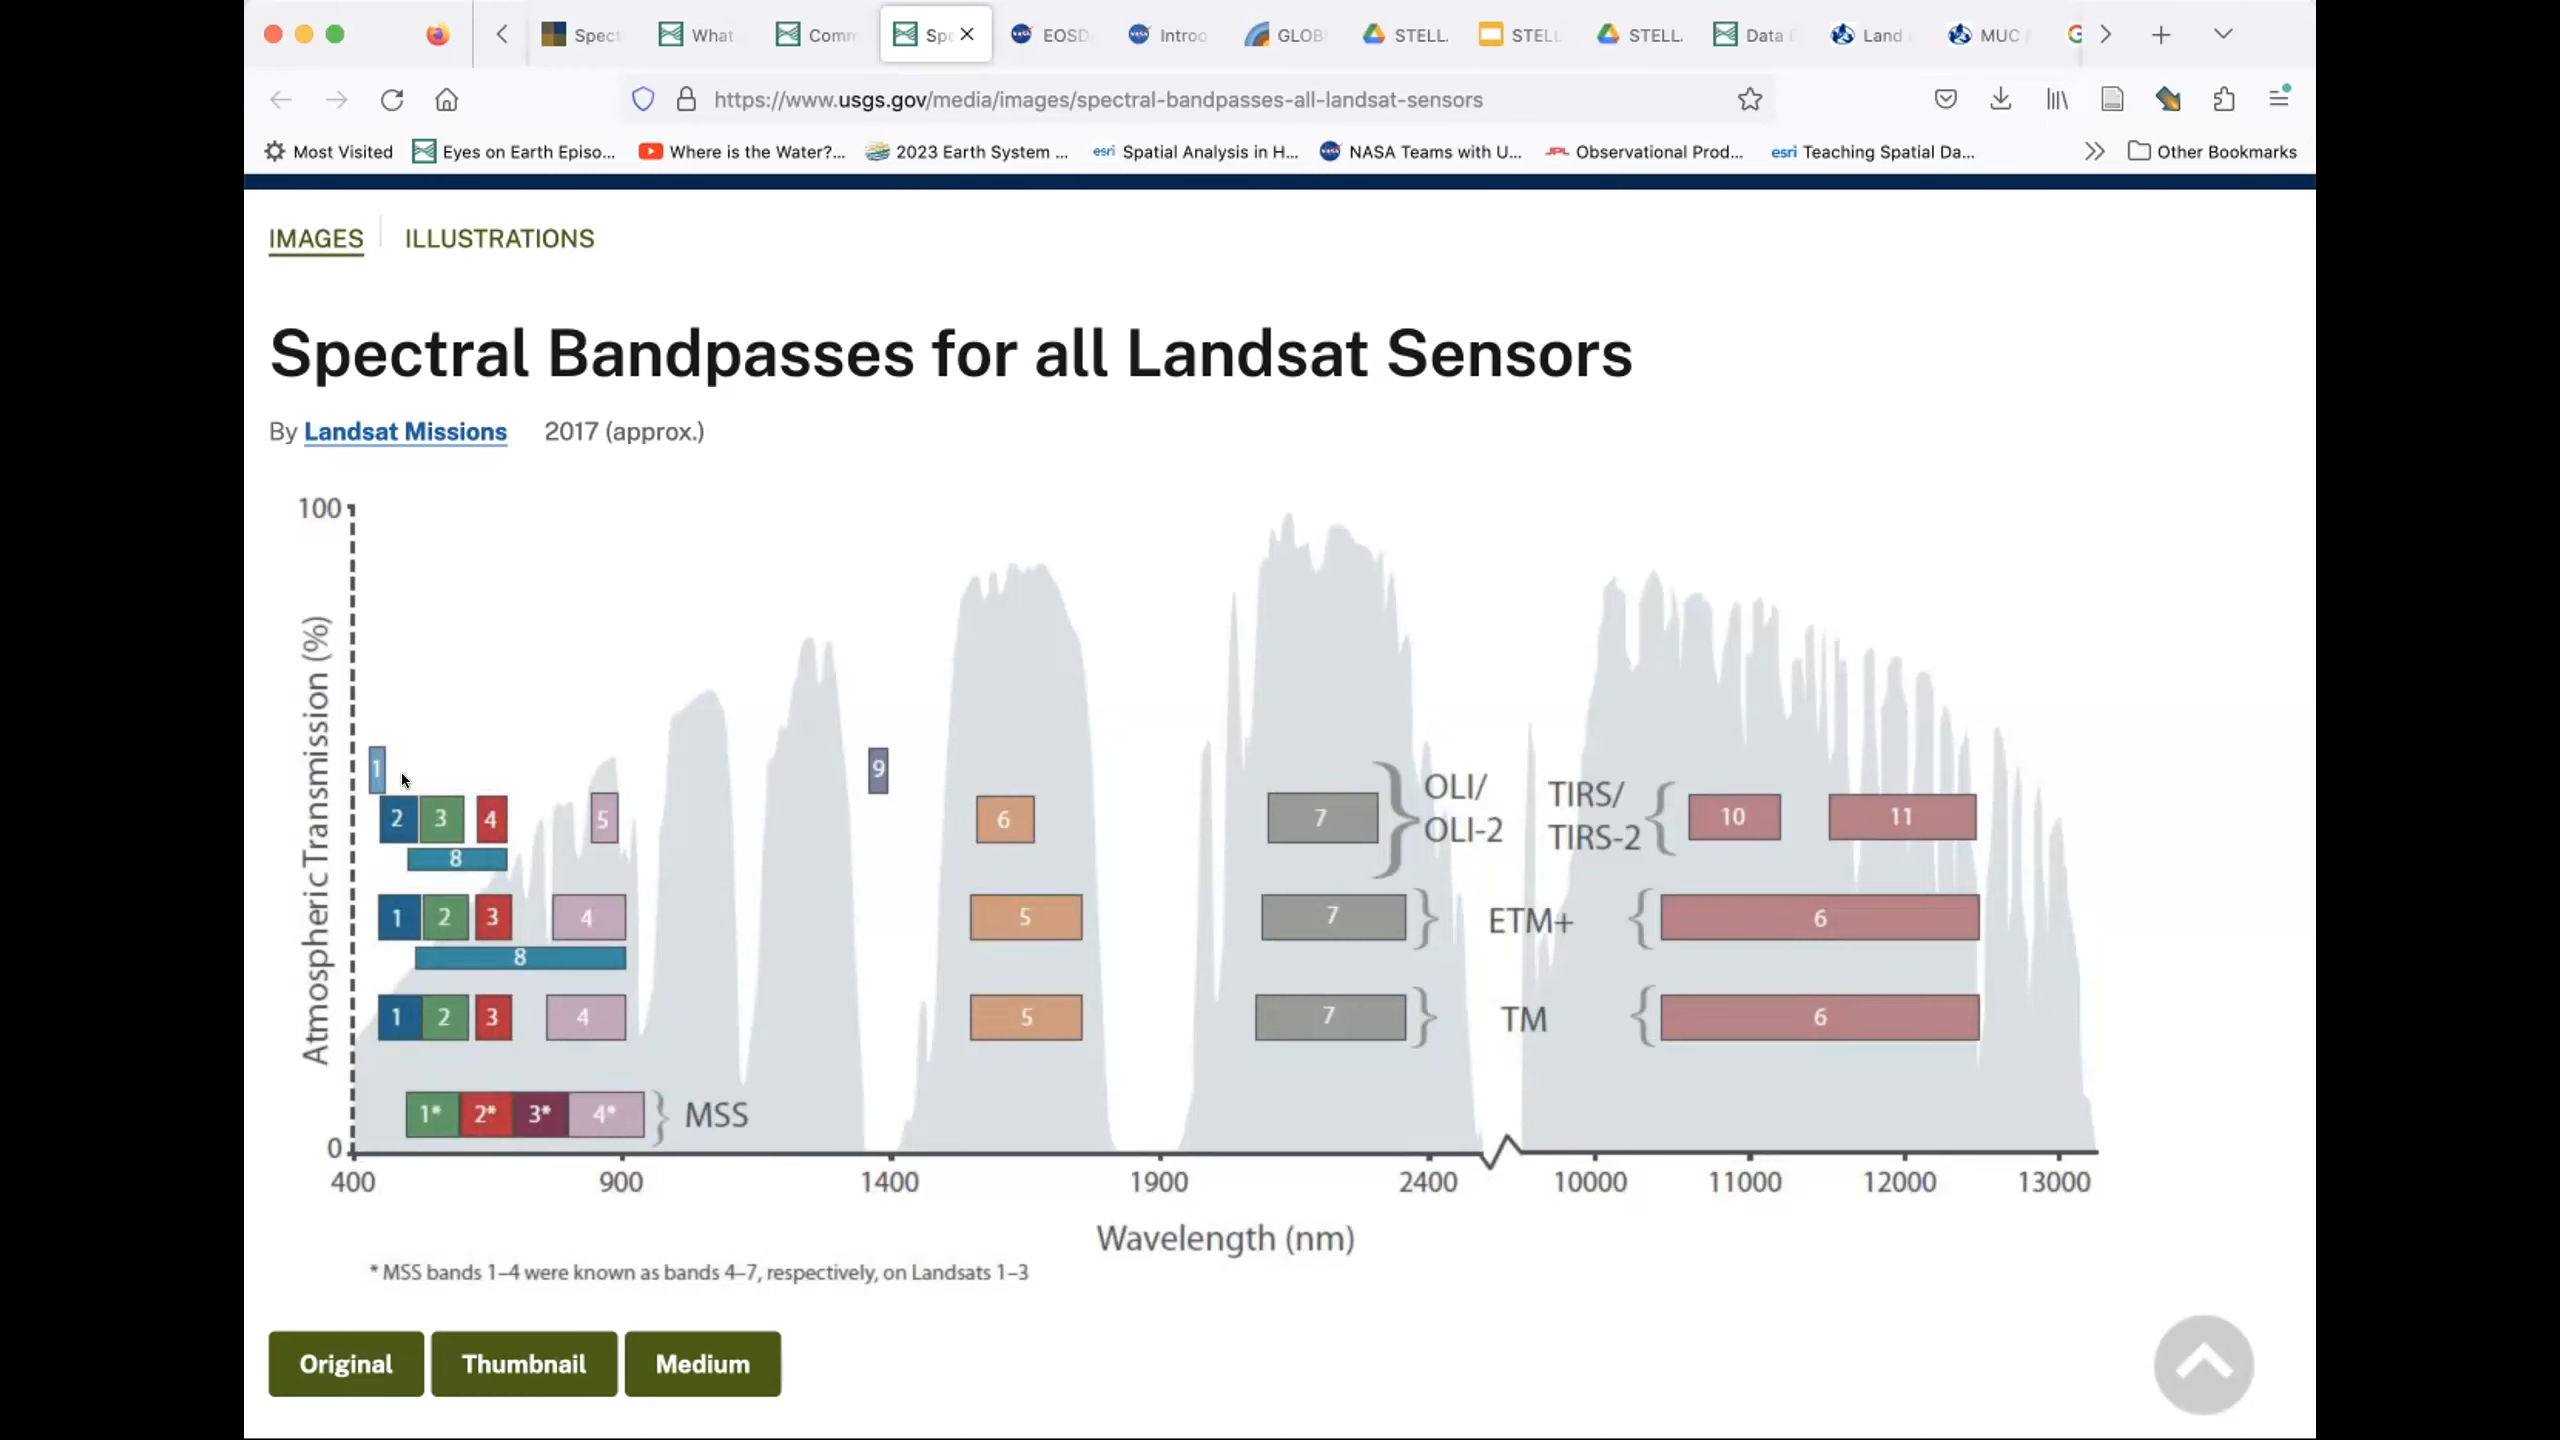 Spect
What
Comm
Spe
EOSD
Introd
GLOB
STELL
STELL
STELL
Data
Land
MUC
https://www.usgs.gov/media/images/spectral-bandpasses-all-landsat-sensors
Most Visited
Eyes on Earth Episo...
Where is the Water?...
2023 Earth System ...
esri Spatial Analysis in H...
NASA Teams with U...
JPL Observational Prod...
esri Teaching Spatial Da...
Other Bookmarks
IMAGES ILLUSTRATIONS
Spectral Bandpasses for all Landsat Sensors
By Landsat Missions 2017 (approx.)
100
Atmospheric Transmission (%)
0
1 9
2 3 4 5 6 7 10 11
8
OLI/
OLI-2
TIRS/
TIRS-2
1 2 3 4 5 7 ETM+ 6
8
1 2 3 4 5 7 TM 6
1* 2* 3* 4* MSS
400 900 1400 1900 2400 10000 11000 12000 13000
Wavelength (nm)
* MSS bands 1–4 were known as bands 4–7, respectively, on Landsats 1–3
Original Thumbnail Medium